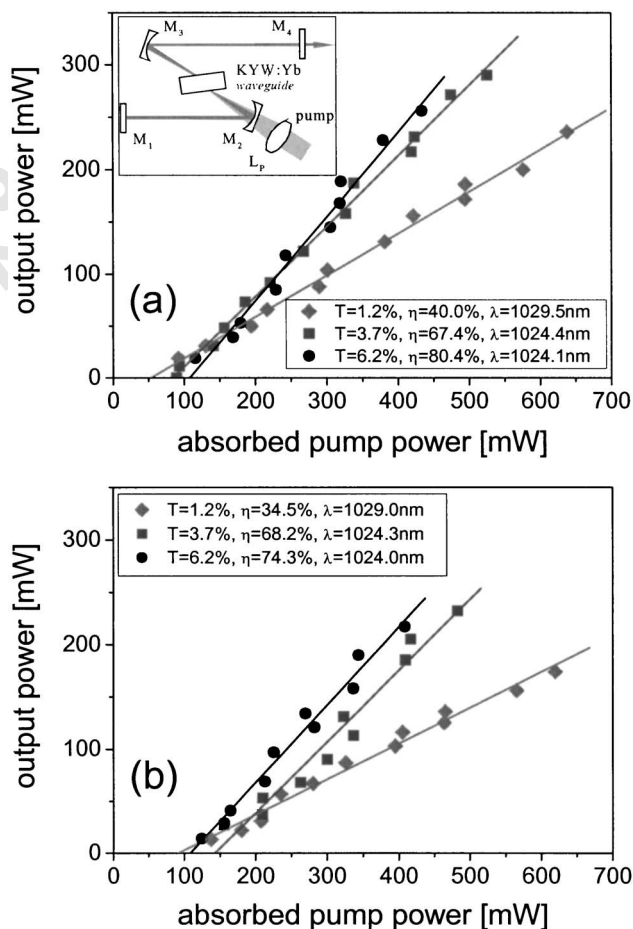 M3
M4
KYW:Yb
waveguide
pump
M1
M2
LP
output power [mW]
300
200
100
0
(a)
T=1.2%, η=40.0%, λ=1029.5nm
T=3.7%, η=67.4%, λ=1024.4nm
T=6.2%, η=80.4%, λ=1024.1nm
0 100 200 300 400 500 600 700
absorbed pump power [mW]
T=1.2%, η=34.5%, λ=1029.0nm
T=3.7%, η=68.2%, λ=1024.3nm
T=6.2%, η=74.3%, λ=1024.0nm
output power [mW]
300
200
100
0
(b)
0 100 200 300 400 500 600 700
absorbed pump power [mW]